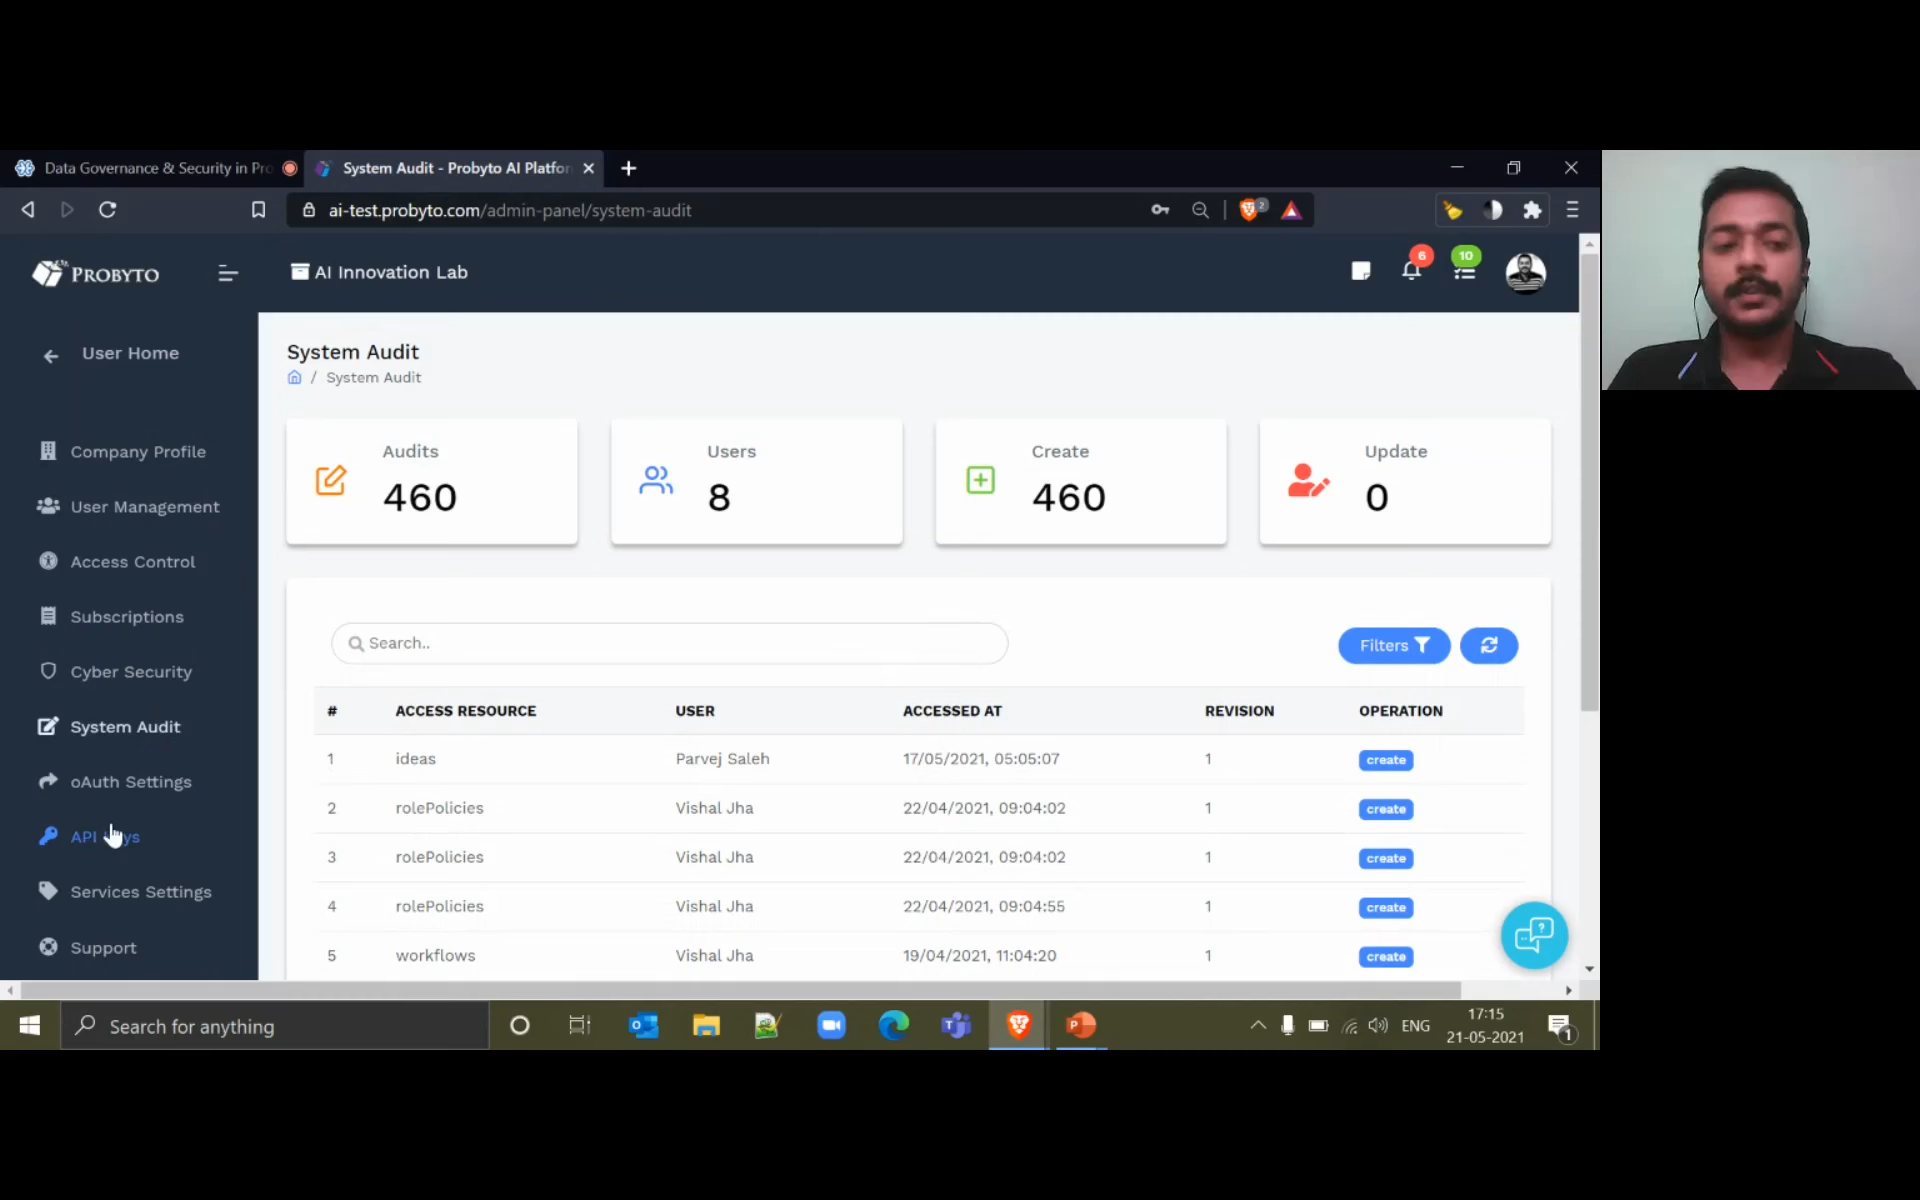 Data Governance & Security in Pro
System Audit - Probyto AI Platfor
ai-test.probyto.com/admin-panel/system-audit
2
PROBYTO
AI Innovation Lab
6
10
User Home
Company Profile
User Management
Access Control
Subscriptions
Cyber Security
System Audit
oAuth Settings
API
Services Settings
Support
System Audit
/ System Audit
Audits
460
Users
8
Create
460
Update
0
Search..
Filters
# ACCESS RESOURCE USER ACCESSED AT REVISION OPERATION
1 ideas Parvej Saleh 17/05/2021, 05:05:07 1 create
2 rolePolicies Vishal Jha 22/04/2021, 09:04:02 1 create
3 rolePolicies Vishal Jha 22/04/2021, 09:04:02 1 create
4 rolePolicies Vishal Jha 22/04/2021, 09:04:55 1 create
5 workflows Vishal Jha 19/04/2021, 11:04:20 1 create
Search for anything
ENG
17:15
21-05-2021
1